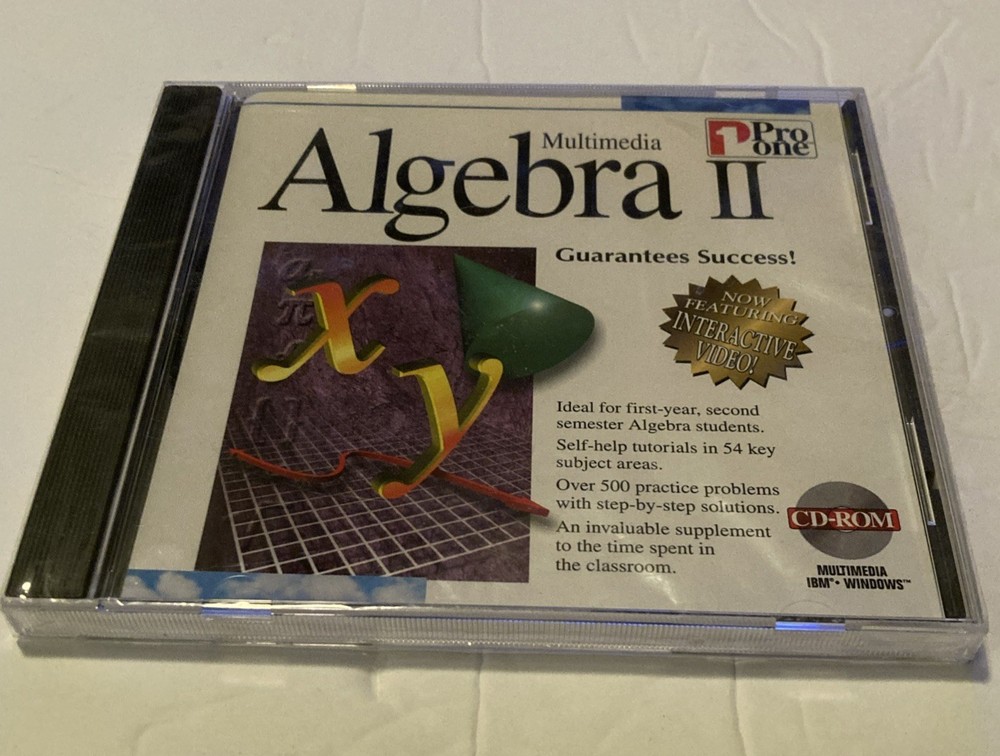 Multimedia
Algebra II
1 Pro
one
Guarantees Success!
NOW
FEATURING
INTERACTIVE
VIDEO!
x
y
π
N
Ideal for first-year, second
semester Algebra students.
Self-help tutorials in 54 key
subject areas.
Over 500 practice problems
with step-by-step solutions.
An invaluable supplement
to the time spent in
the classroom.
CD-ROM
MULTIMEDIA
IBM® • WINDOWS™